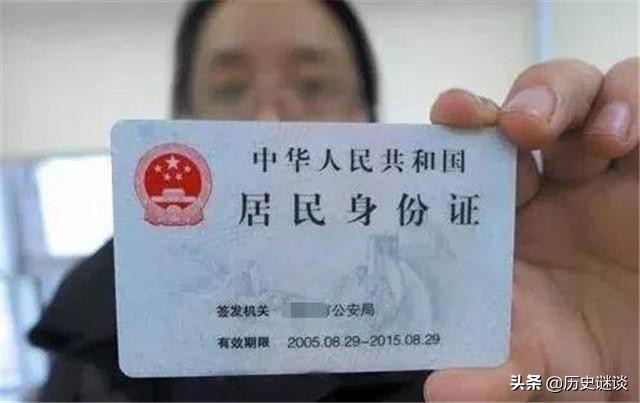 中华人民共和国
居民身份证
签发机关 市公安局
有效期限 2005.08.29-2015.08.29
头条 @历史谜谈